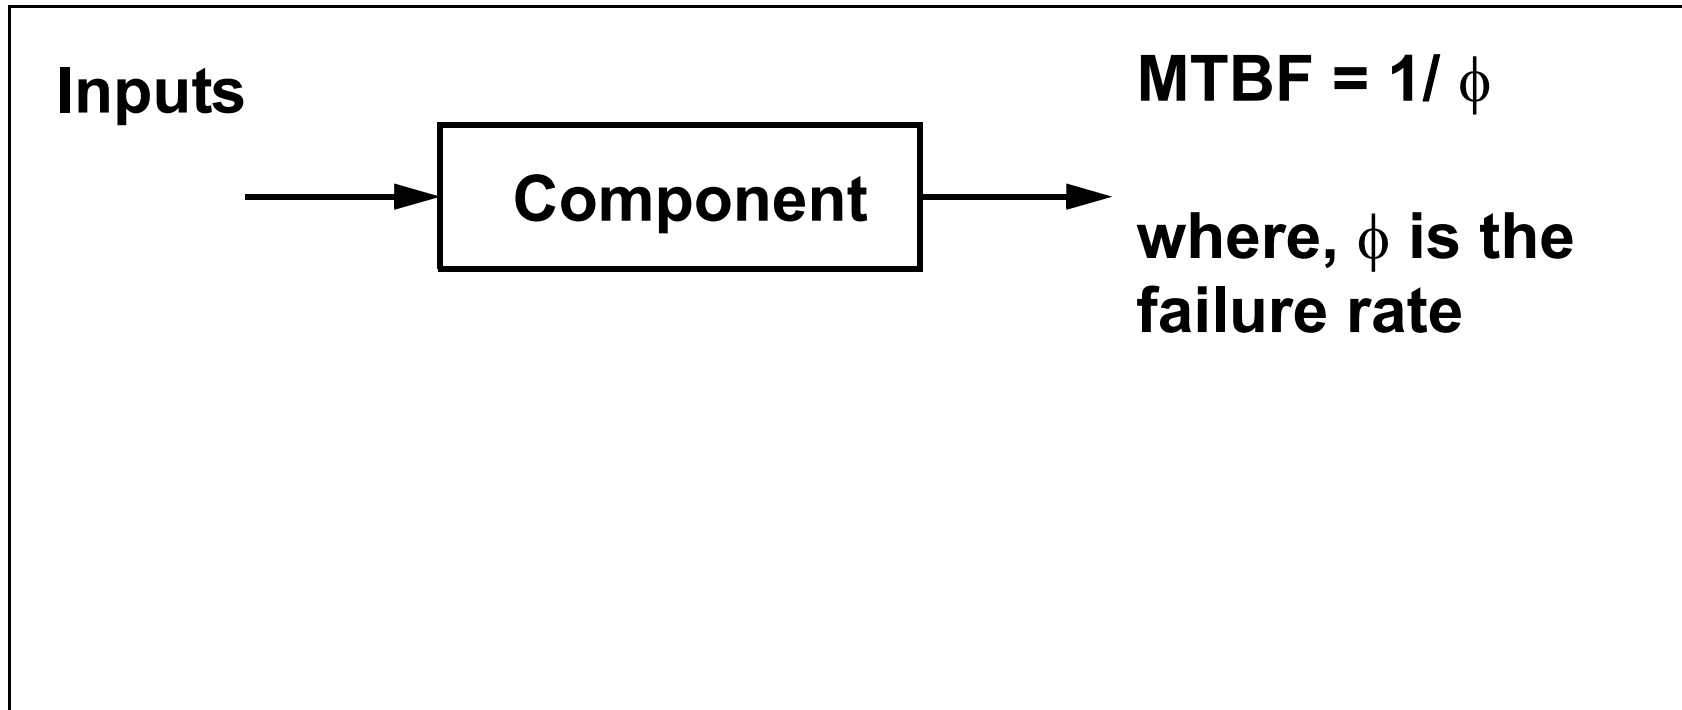 Inputs
Component
MTBF = 1/ ϕ
where, ϕ is the
failure rate